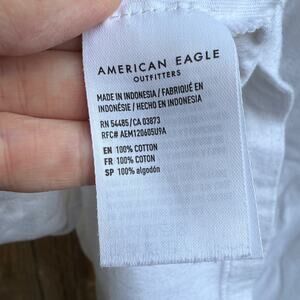 AMERICAN EAGLE
OUTFITTERS
MADE IN INDONESIA / FABRIQUÉ EN
INDONÉSIE / HECHO EN INDONESIA
RN 54485/CA 03873
RFC# AEM120605U9A
EN 100% COTTON
FR 100% COTON
SP 100% algodón